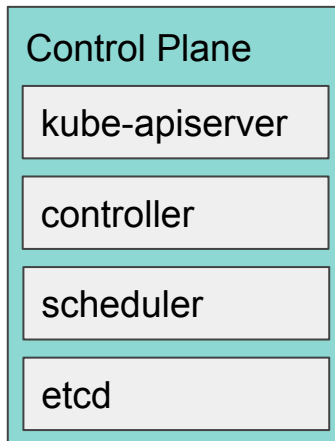 Control Plane
kube-apiserver
controller
scheduler
etcd